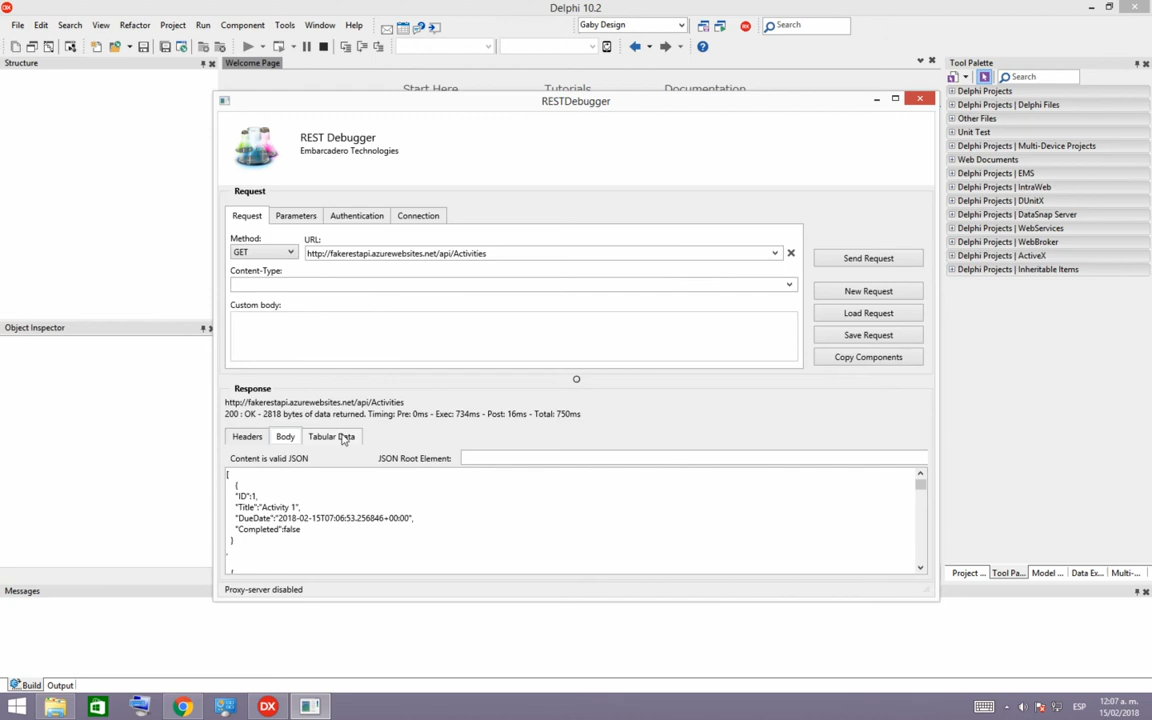 Delphi 10.2
File Edit Search View Refactor Project Run Component Tools Window Help
Gaby Design
Search
Structure
Welcome Page
Tool Palette
Search
Start Here Tutorials Documentation
Delphi Projects
Delphi Projects | Delphi Files
Other Files
Unit Test
Delphi Projects | Multi-Device Projects
Web Documents
Delphi Projects | EMS
Delphi Projects | IntraWeb
Delphi Projects | DUnitX
Delphi Projects | DataSnap Server
Delphi Projects | WebServices
Delphi Projects | WebBroker
Delphi Projects | ActiveX
Delphi Projects | Inheritable Items
RESTDebugger
REST Debugger
Embarcadero Technologies
Request
Request Parameters Authentication Connection
Method: URL:
GET http://fakerestapi.azurewebsites.net/api/Activities
Content-Type:
Custom body:
Send Request
New Request
Load Request
Save Request
Copy Components
Object Inspector
Response
http://fakerestapi.azurewebsites.net/api/Activities
200 : OK - 2818 bytes of data returned. Timing: Pre: 0ms - Exec: 734ms - Post: 16ms - Total: 750ms
Headers Body Tabular Data
Content is valid JSON JSON Root Element:
[
{
"ID":1,
"Title":"Activity 1",
"DueDate":"2018-02-15T07:06:53.256846+00:00",
"Completed":false
}
,
Proxy-server disabled
Project ... Tool Pa... Model ... Data Ex... Multi-...
Messages
Build Output
ESP
12:07 a. m.
15/02/2018